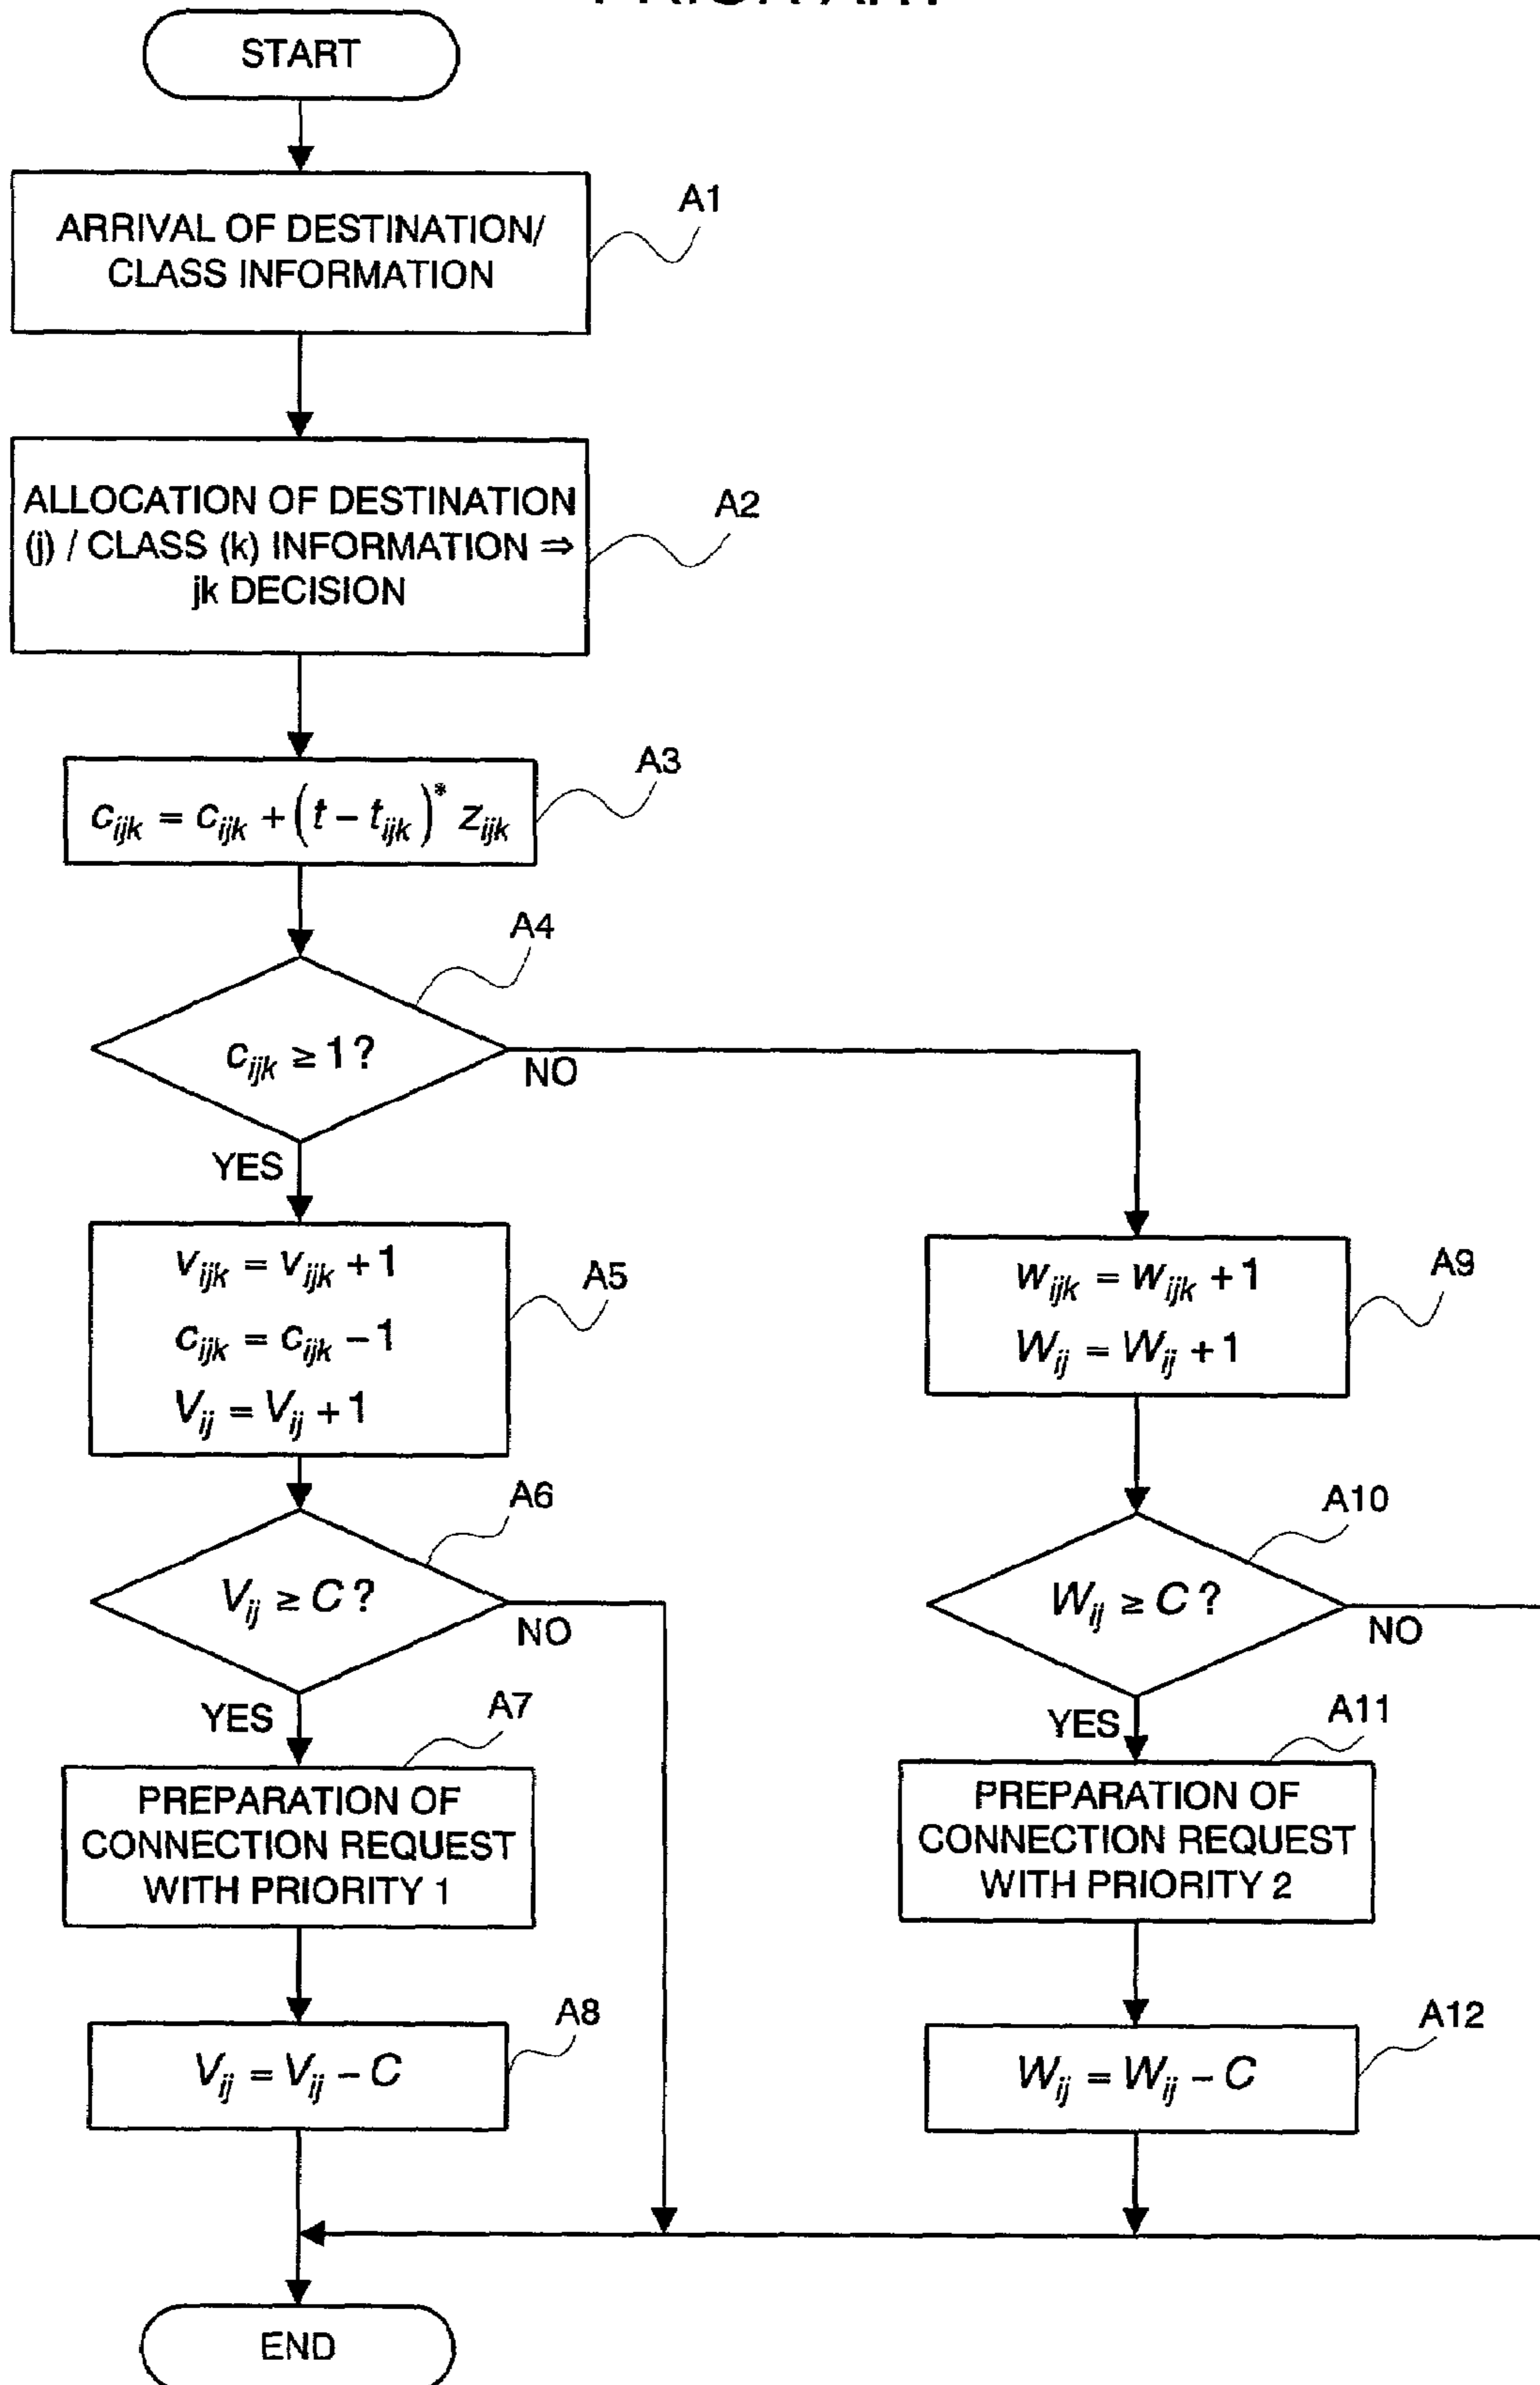 PRIOR ART
START
ARRIVAL OF DESTINATION/
CLASS INFORMATION
A1
ALLOCATION OF DESTINATION
(j) / CLASS (k) INFORMATION ⇒
jk DECISION
A2
c_ijk = c_ijk + (t − t_ijk)* z_ijk
A3
c_ijk ≥ 1?
A4
NO
YES
v_ijk = v_ijk + 1
c_ijk = c_ijk − 1
V_ij = V_ij + 1
A5
w_ijk = w_ijk + 1
W_ij = W_ij + 1
A9
V_ij ≥ C?
A6
NO
YES
W_ij ≥ C?
A10
NO
YES
PREPARATION OF
CONNECTION REQUEST
WITH PRIORITY 1
A7
PREPARATION OF
CONNECTION REQUEST
WITH PRIORITY 2
A11
V_ij = V_ij − C
A8
W_ij = W_ij − C
A12
END